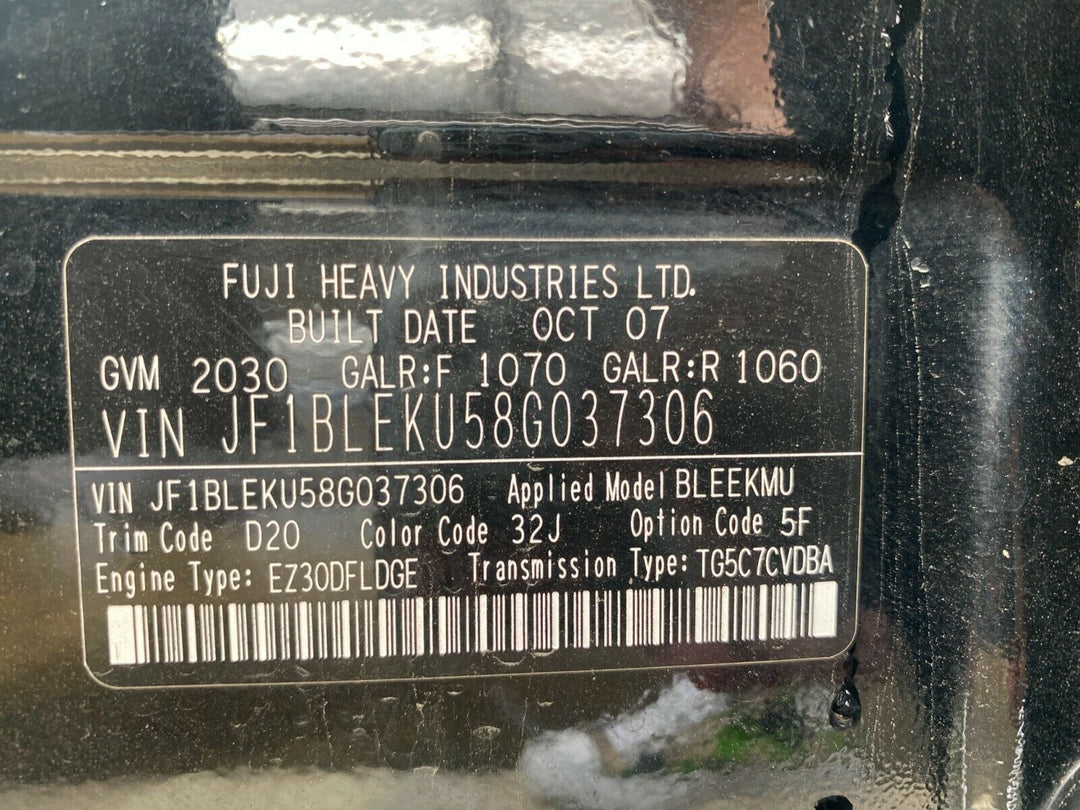 FUJI HEAVY INDUSTRIES LTD.
BUILT DATE OCT 07
GVM 2030 GALR:F 1070 GALR:R 1060
VIN JF1BLEKU58G037306
VIN JF1BLEKU58G037306 Applied Model BLEEKMU
Trim Code D20 Color Code 32J Option Code 5F
Engine Type: EZ30DFLDGE Transmission Type: TG5C7CVDBA